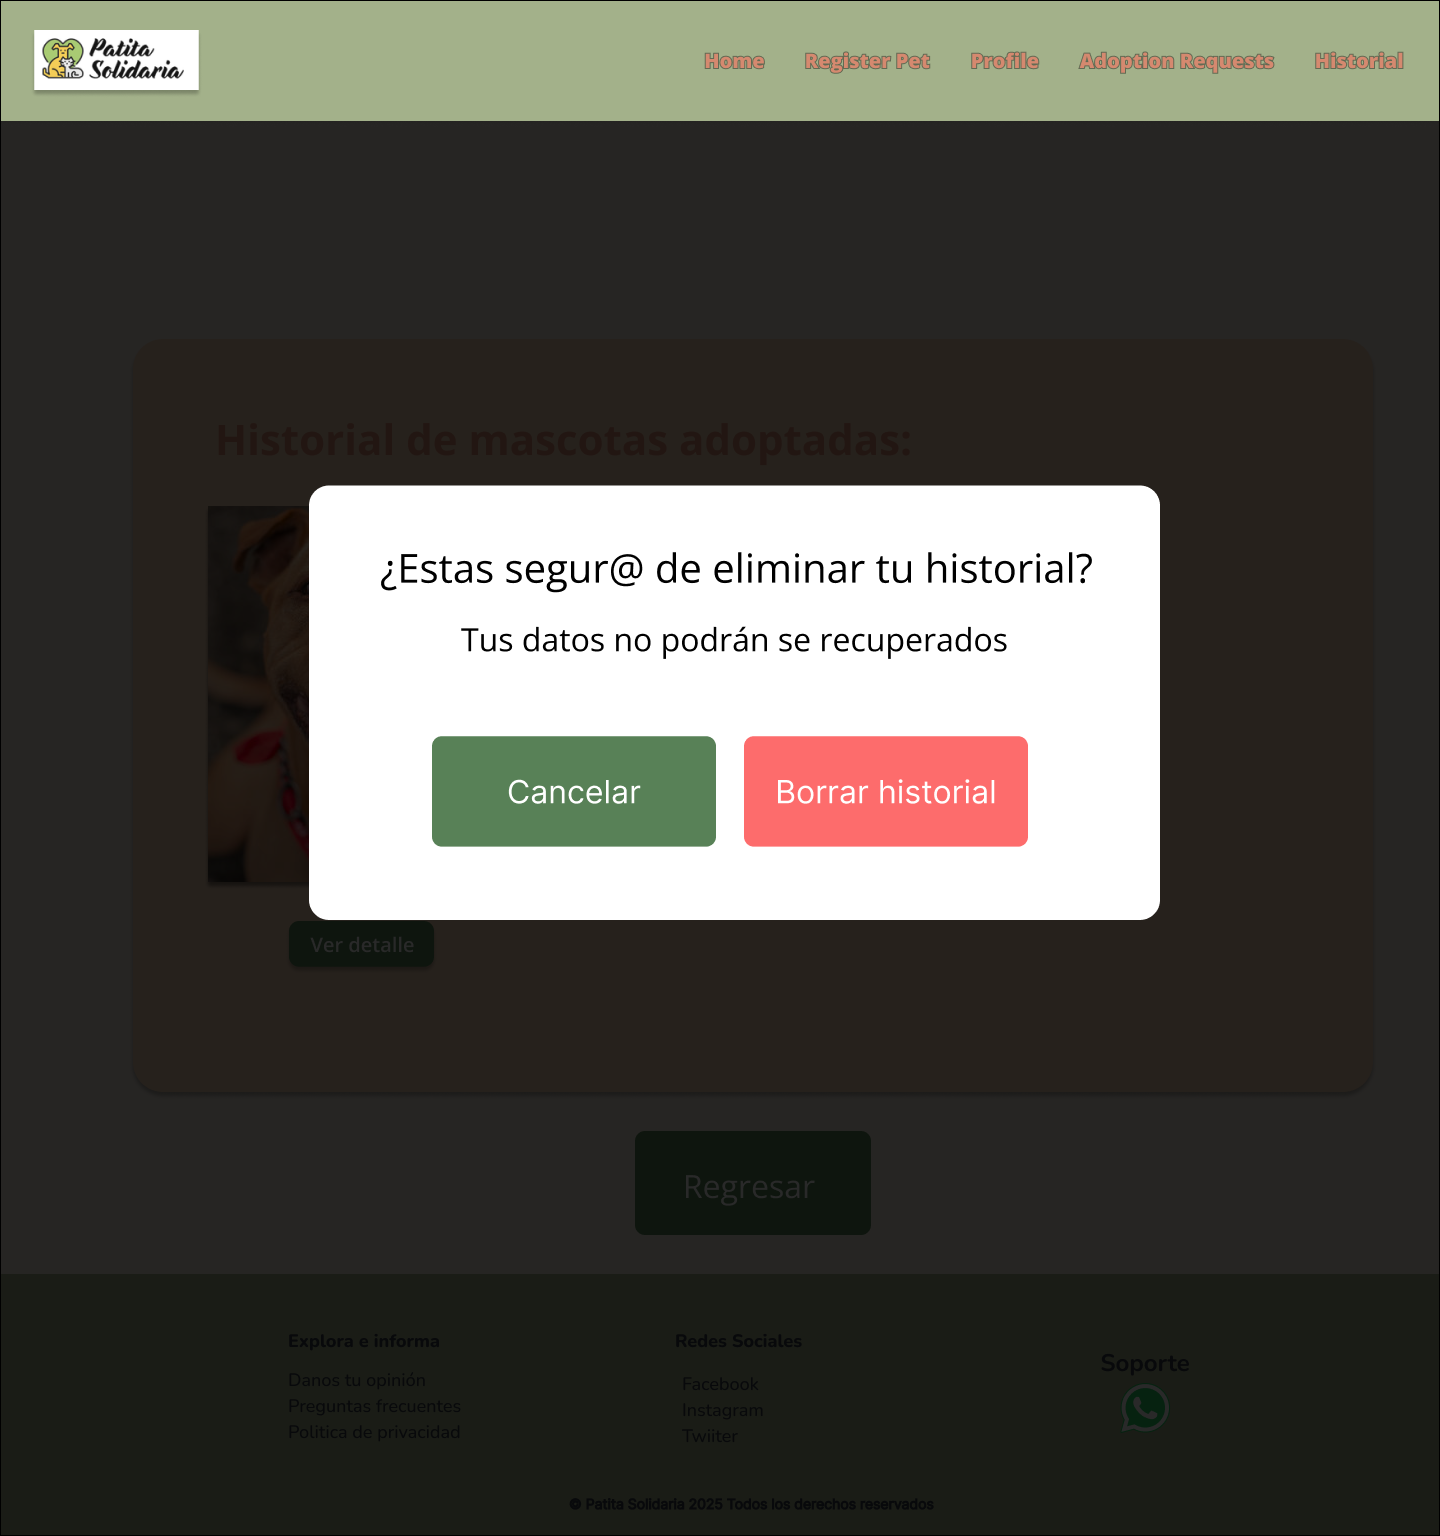 Patita
Solidaria
Home Register Pet Profile Adoption Requests Historial
Historial de mascotas adoptadas:
¿Estas segur@ de eliminar tu historial?
Tus datos no podrán se recuperados
Cancelar Borrar historial
Ver detalle
Regresar
Explora e informa
Danos tu opinión
Preguntas frecuentes
Politica de privacidad
Redes Sociales
Facebook
Instagram
Twiiter
Soporte
© Patita Solidaria 2025 Todos los derechos reservados